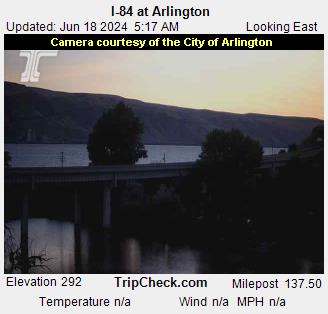 I-84 at Arlington
Updated: Jun 18 2024 5:17 AM Looking East
Camera courtesy of the City of Arlington
Elevation 292 TripCheck.com Milepost 137.50
Temperature n/a Wind n/a MPH n/a